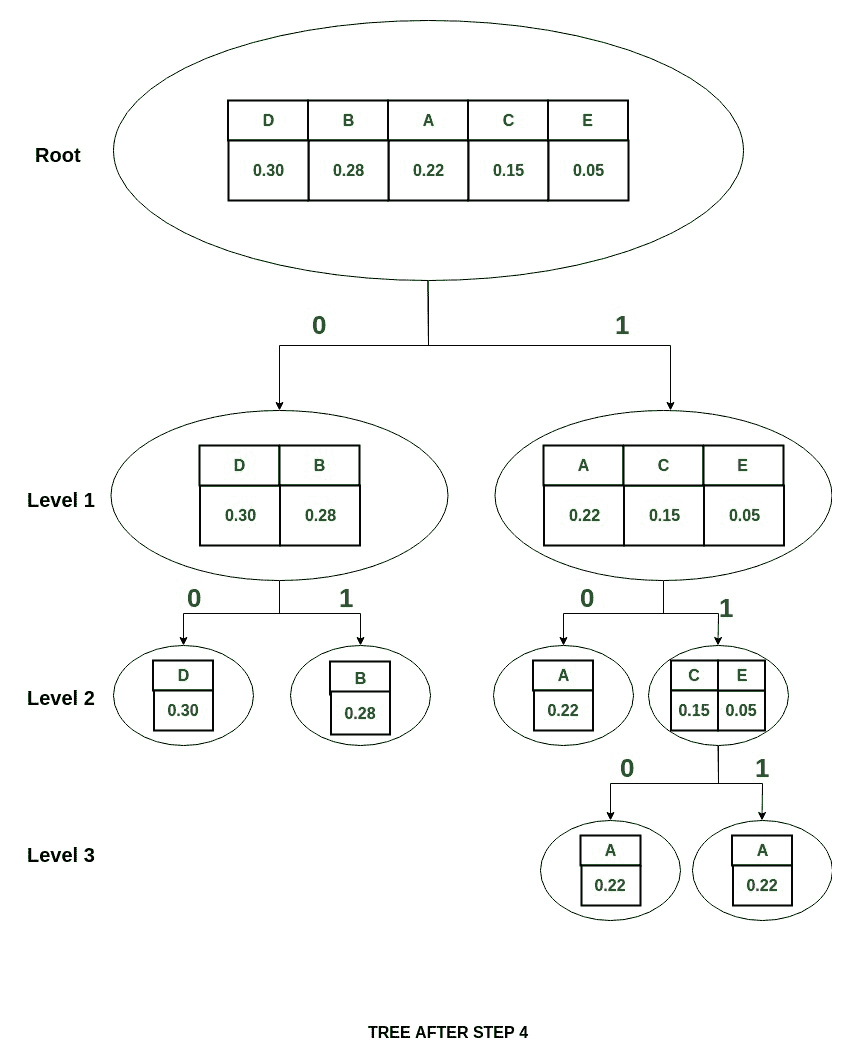 D B A C E
Root
0.30 0.28 0.22 0.15 0.05
0 1
D B A C E
Level 1
0.30 0.28 0.22 0.15 0.05
0 1 0 1
D B A C E
Level 2
0.30 0.28 0.22 0.15 0.05
0 1
A A
Level 3
0.22 0.22
TREE AFTER STEP 4